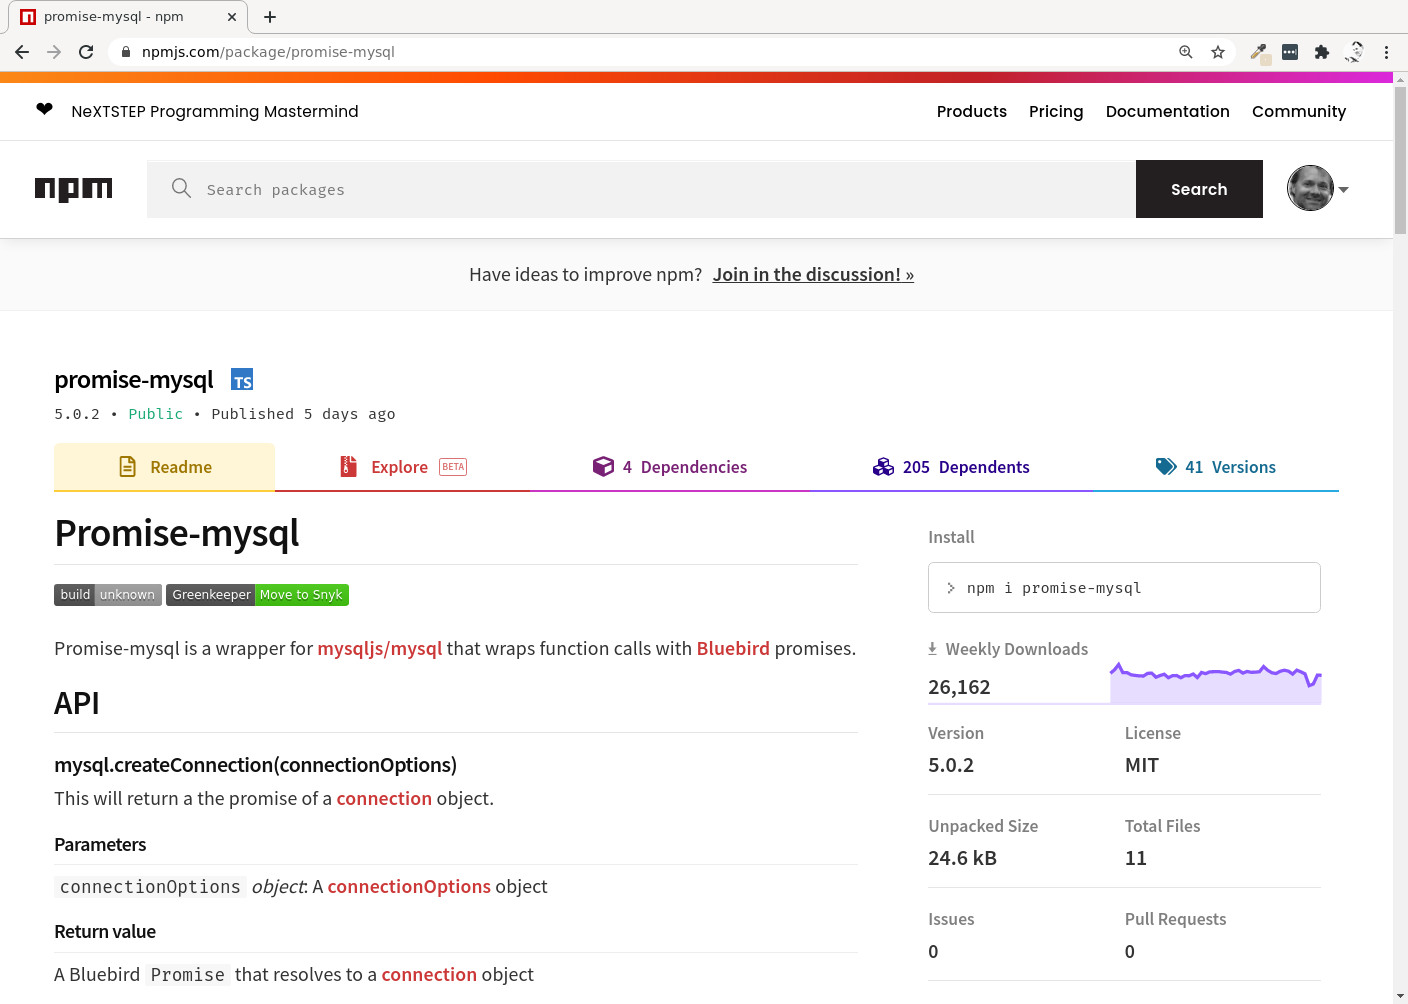 promise-mysql - npm
npmjs.com/package/promise-mysql
❤ NeXTSTEP Programming Mastermind Products Pricing Documentation Community
npm Search packages Search
Have ideas to improve npm? Join in the discussion! »
promise-mysql TS
5.0.2 • Public • Published 5 days ago
Readme Explore BETA 4 Dependencies 205 Dependents 41 Versions
Promise-mysql
build unknown Greenkeeper Move to Snyk
Promise-mysql is a wrapper for mysqljs/mysql that wraps function calls with Bluebird promises.
API
mysql.createConnection(connectionOptions)
This will return a the promise of a connection object.
Parameters
connectionOptions object: A connectionOptions object
Return value
A Bluebird Promise that resolves to a connection object
Install
> npm i promise-mysql
Weekly Downloads
26,162
Version License
5.0.2 MIT
Unpacked Size Total Files
24.6 kB 11
Issues Pull Requests
0 0